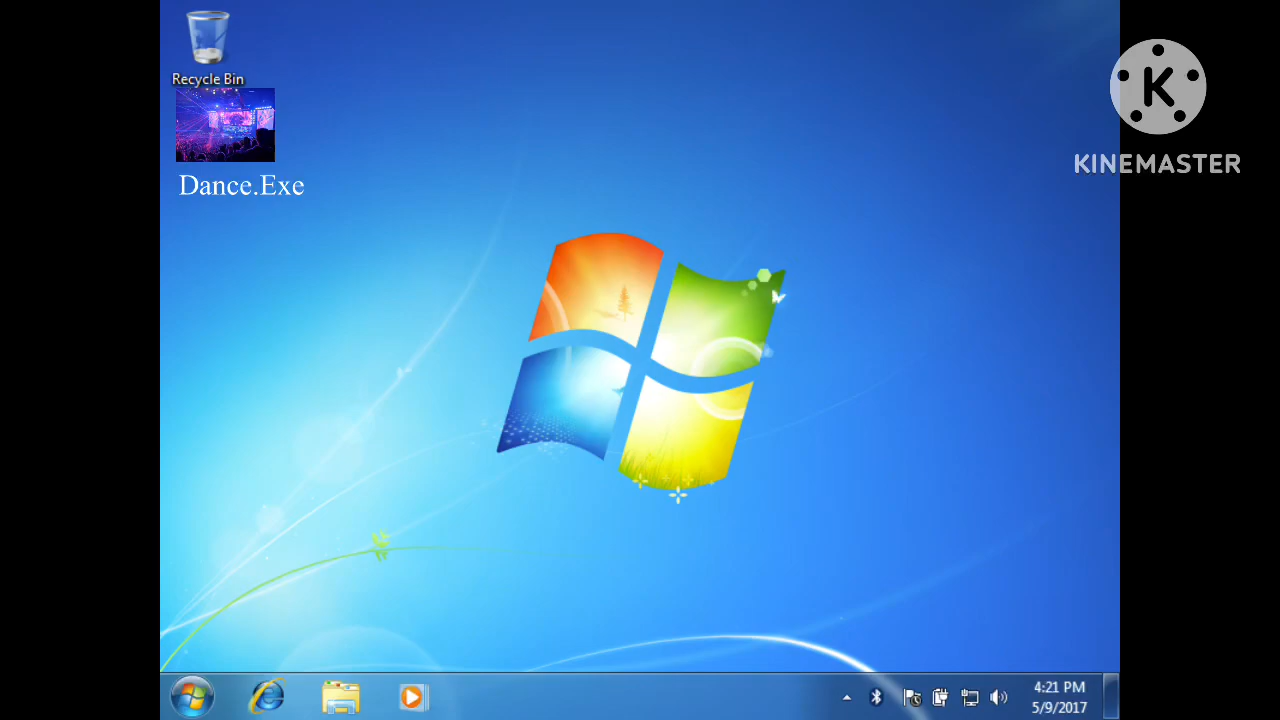 Recycle Bin
Dance.Exe
K
KINEMASTER
4:21 PM
5/9/2017